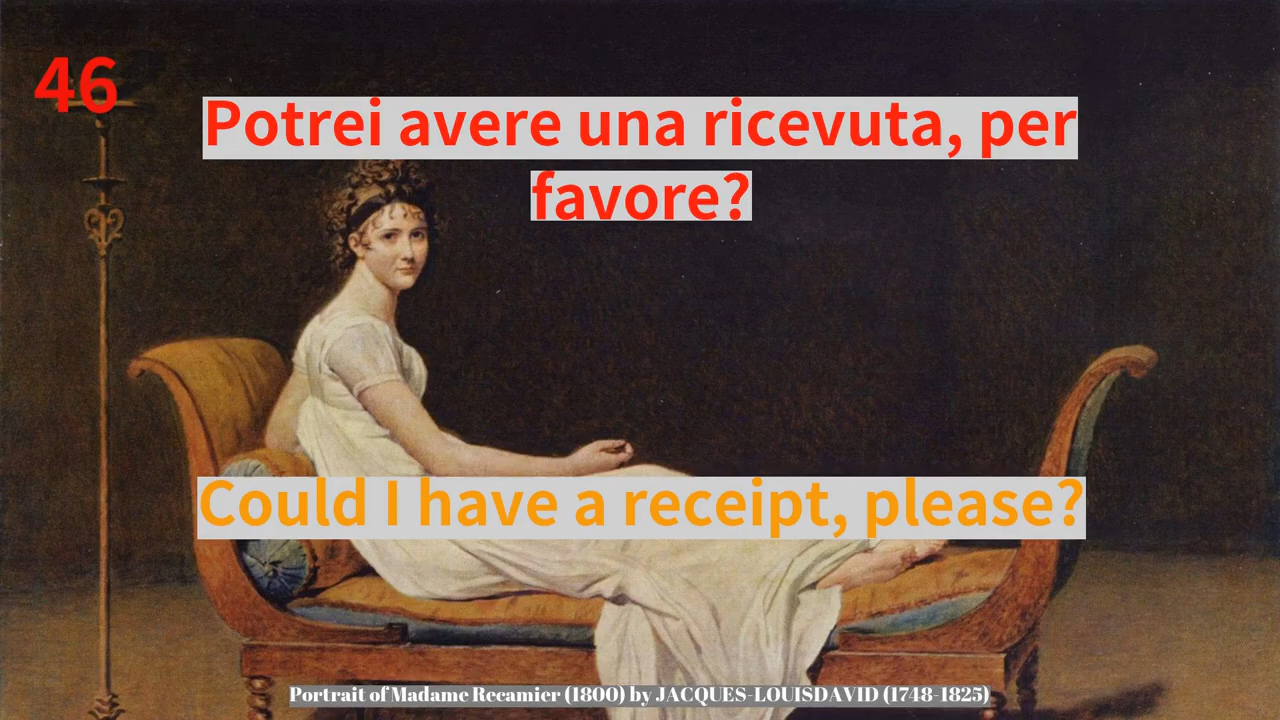 46
Potrei avere una ricevuta, per
favore?
Could I have a receipt, please?
Portrait of Madame Recamier (1800) by JACQUES-LOUISDAVID (1748-1825)